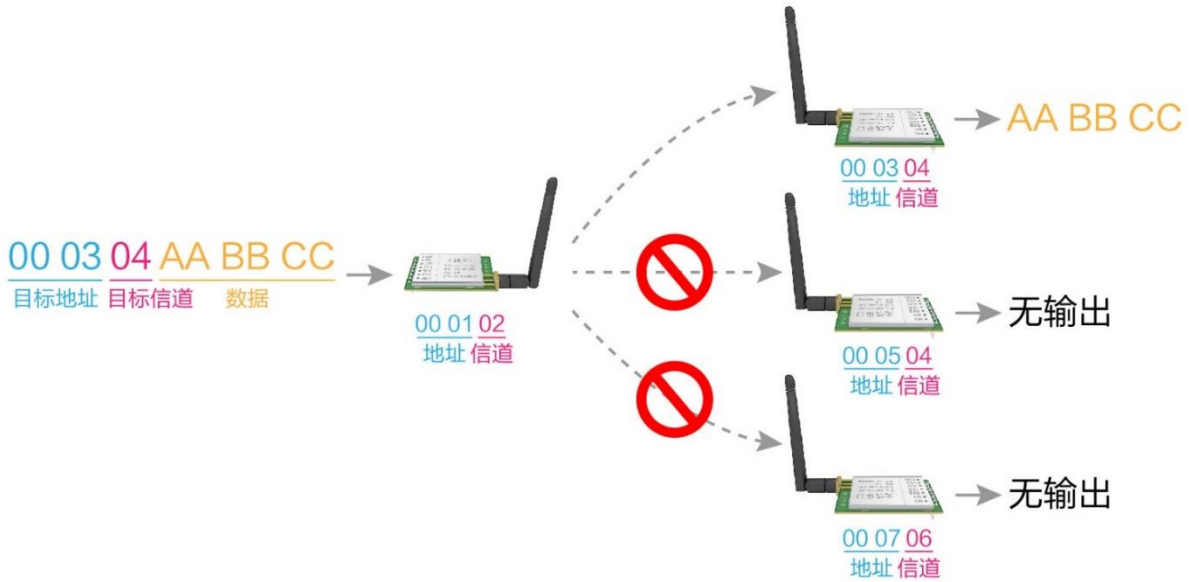 AA BB CC
00 03 04
地址 信道
00 03 04 AA BB CC
目标地址 目标信道 数据
00 01 02
地址 信道
无输出
00 05 04
地址 信道
无输出
00 07 06
地址 信道